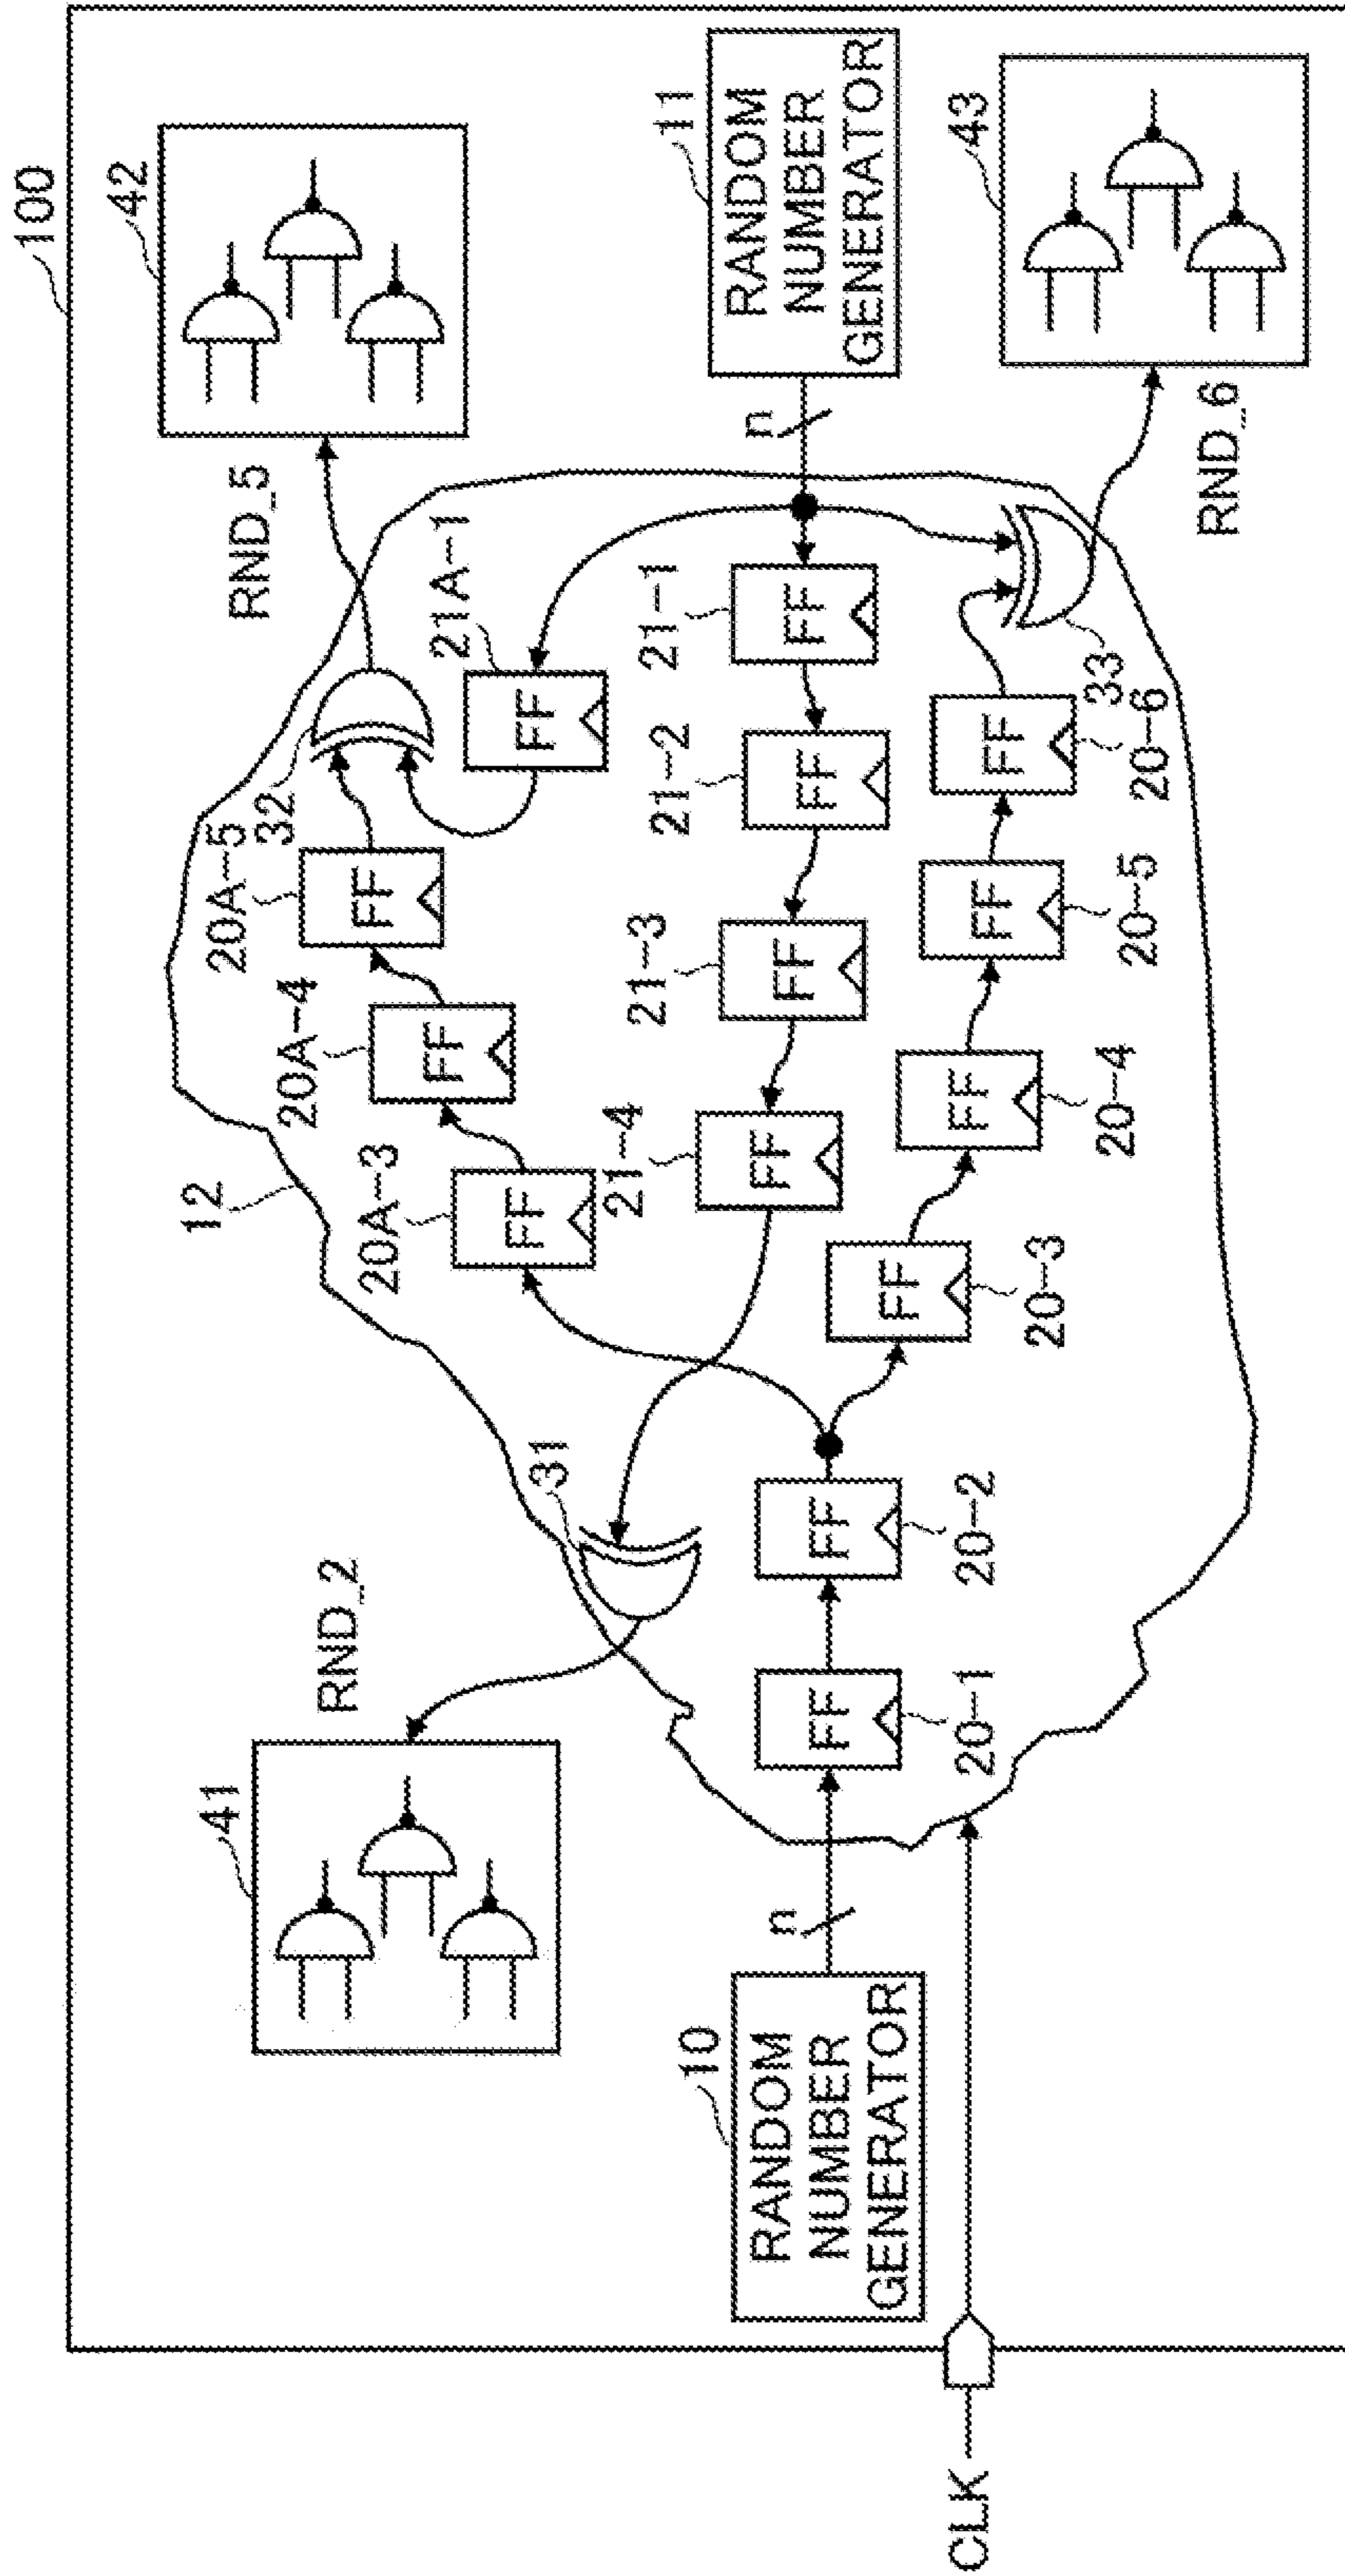 100
41
RND_2
12
RND_5
42
31
20A-3
20A-4
20A-5
32
21A-1
21-4
21-3
21-2
21-1
11
RANDOM
NUMBER
GENERATOR
n
10
RANDOM
NUMBER
GENERATOR
n
FF
FF
FF
FF
FF
FF
FF
FF
FF
FF
FF
FF
FF
FF
20-1
20-2
20-3
20-4
20-5
20-6
33
RND_6
43
CLK